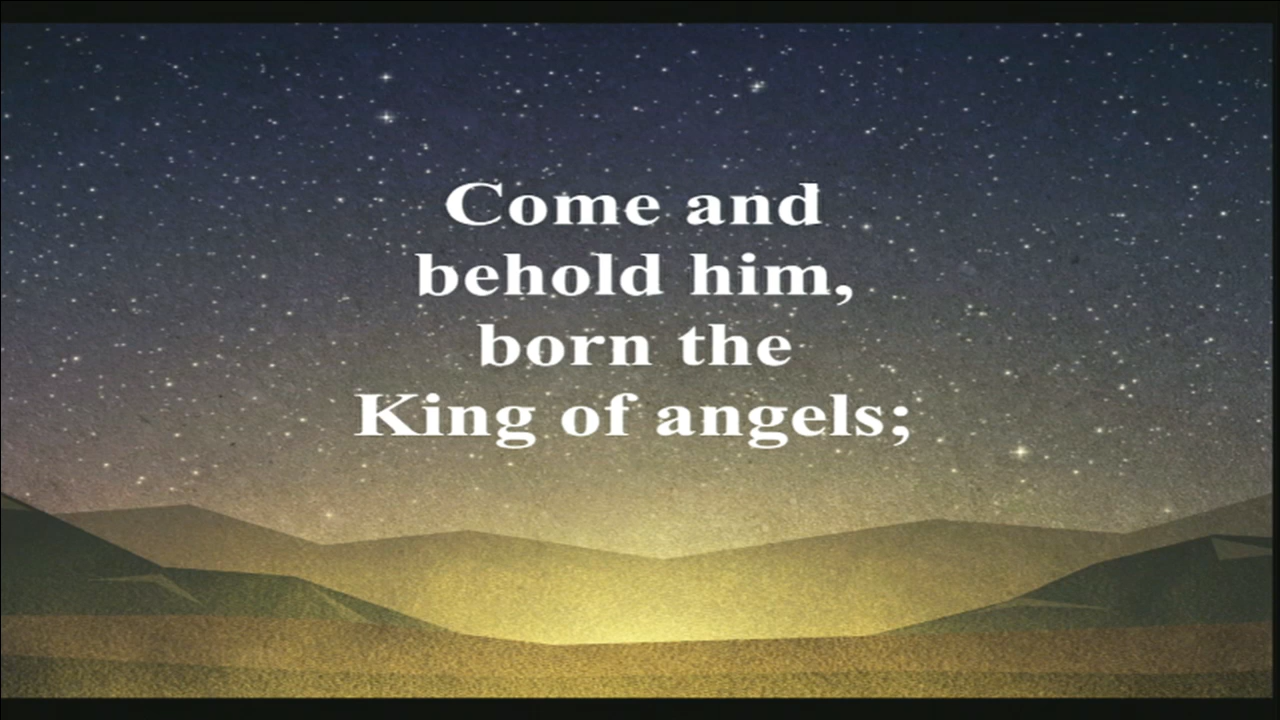 Come and
behold him,
born the
King of angels;